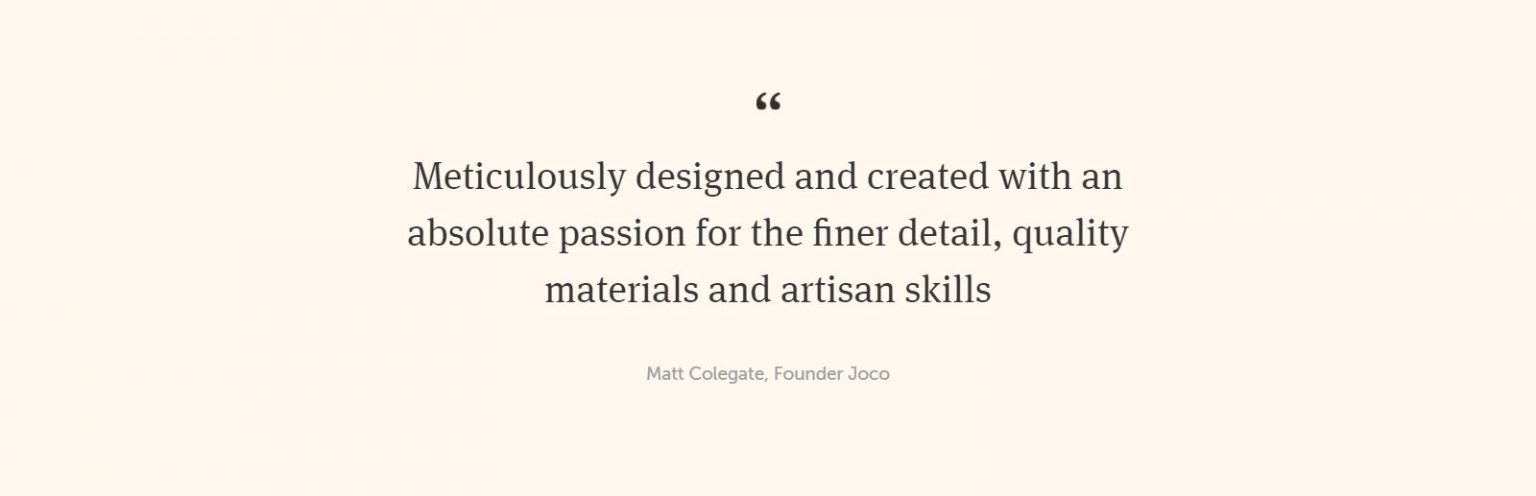 “
Meticulously designed and created with an
absolute passion for the finer detail, quality
materials and artisan skills
Matt Colegate, Founder Joco